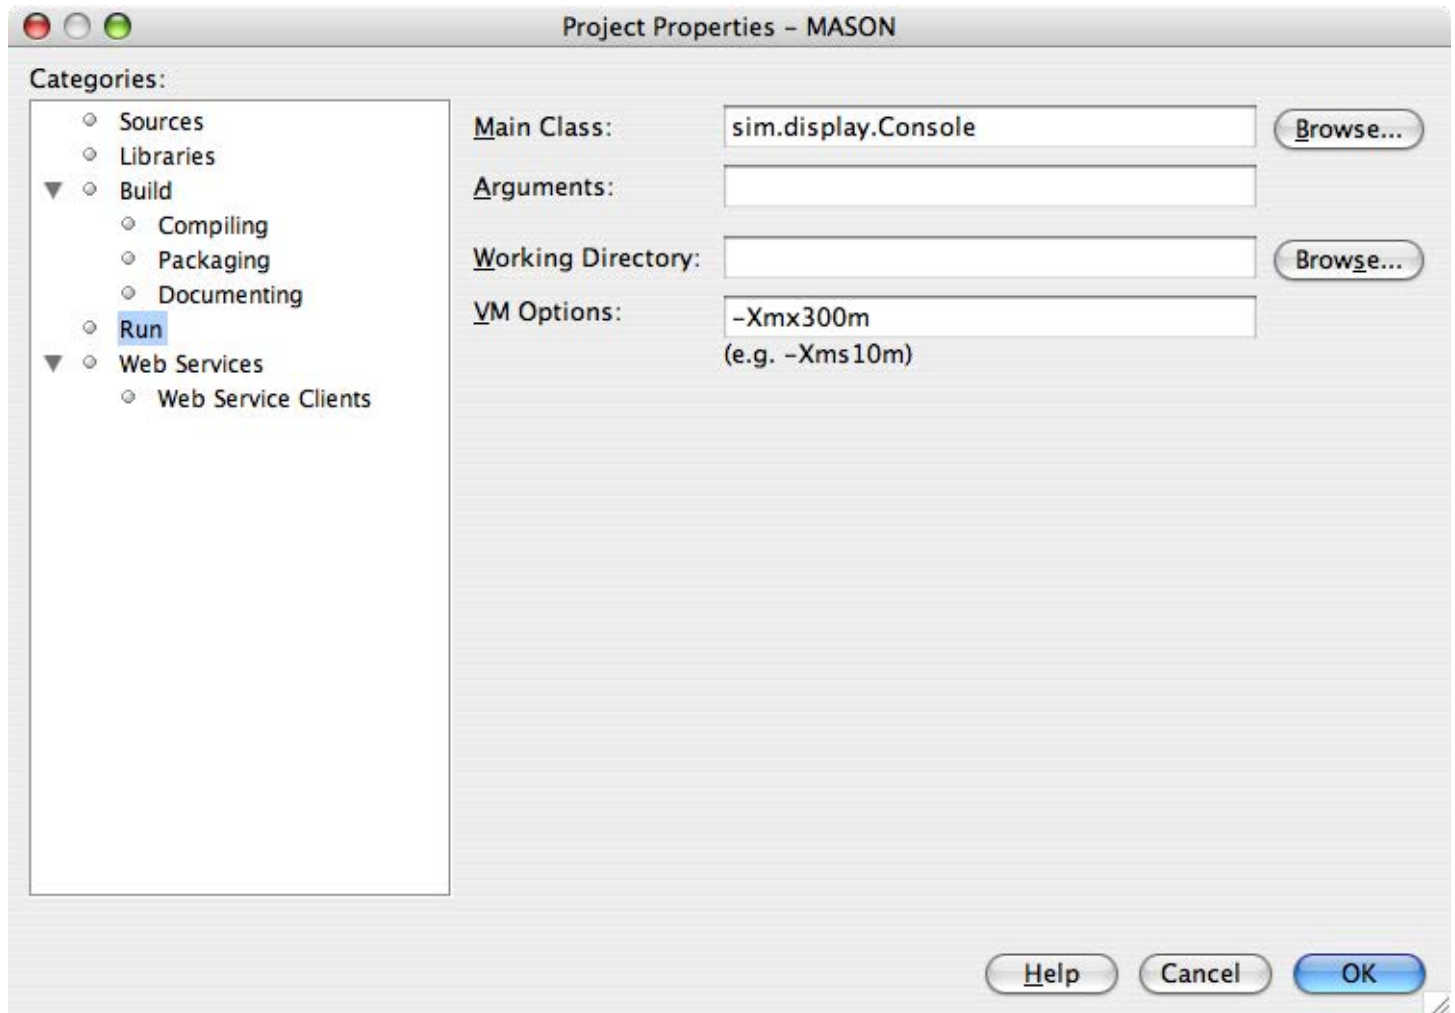 Project Properties – MASON
Categories:
Sources
Libraries
Build
Compiling
Packaging
Documenting
Run
Web Services
Web Service Clients
Main Class:
sim.display.Console
Browse...
Arguments:
Working Directory:
Browse...
VM Options:
-Xmx300m
(e.g. -Xms10m)
Help
Cancel
OK